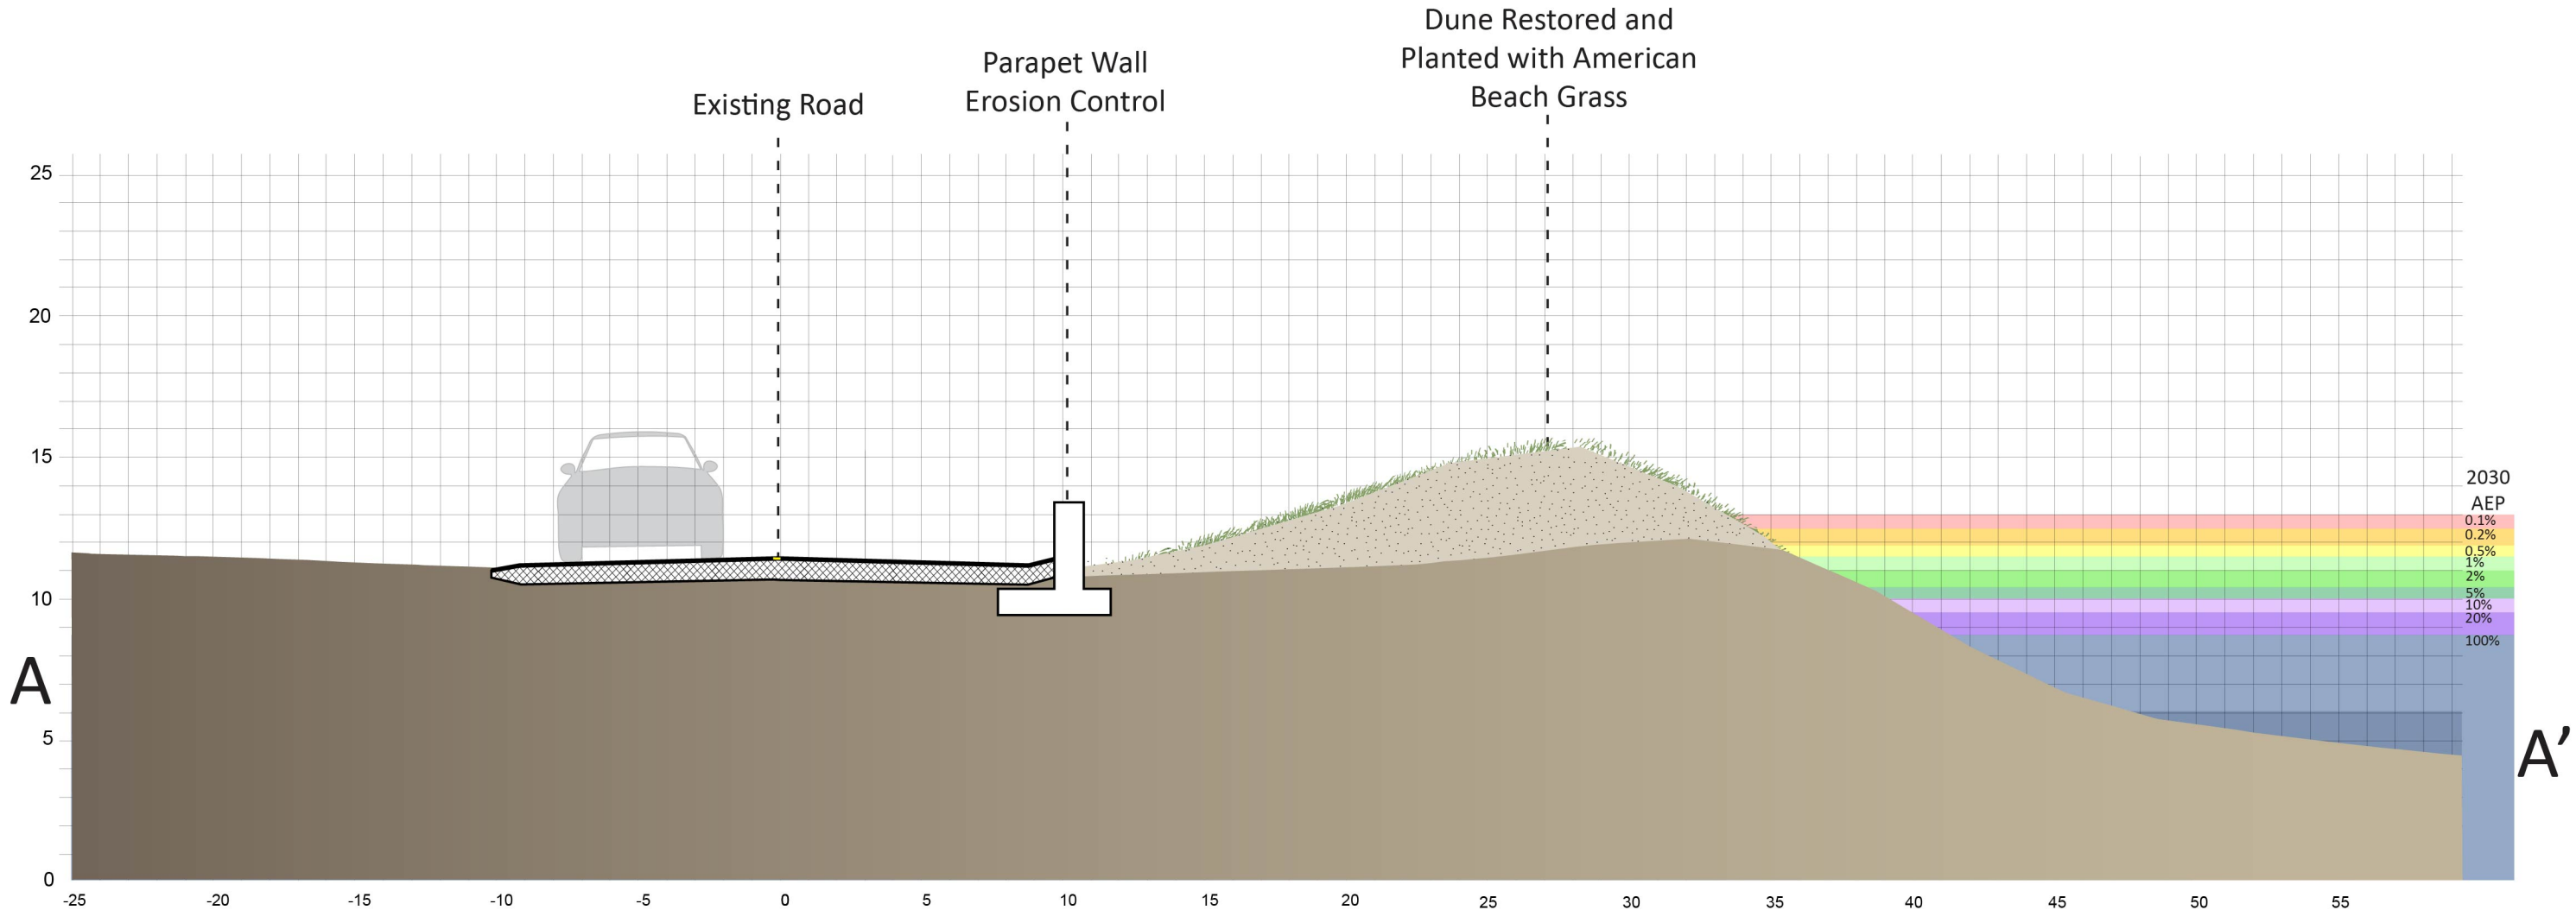 Dune Restored and
Planted with American
Beach Grass
Parapet Wall
Erosion Control
Existing Road
25
20
15
10
5
0
2030
AEP
0.1%
0.2%
0.5%
1%
2%
5%
10%
20%
100%
A
A’
-25 -20 -15 -10 -5 0 5 10 15 20 25 30 35 40 45 50 55